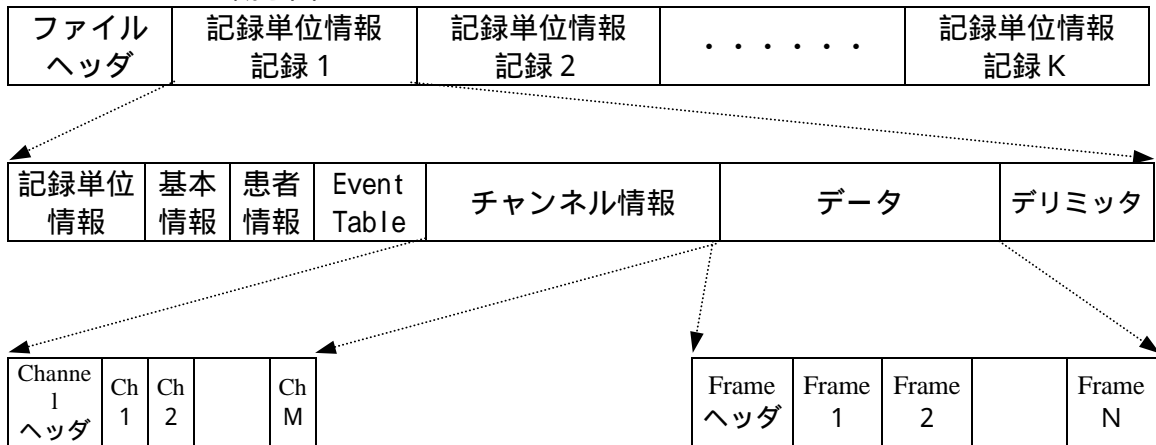 ファイル ヘッダ
記録単位情報 記録1
記録単位情報 記録2
・・・・・・
記録単位情報 記録K
記録単位 情報
基本 情報
患者 情報
Event Table
チャンネル情報
データ
デリミッタ
Channe l ヘッダ
Ch 1
Ch 2
Ch M
Frame ヘッダ
Frame 1
Frame 2
Frame N